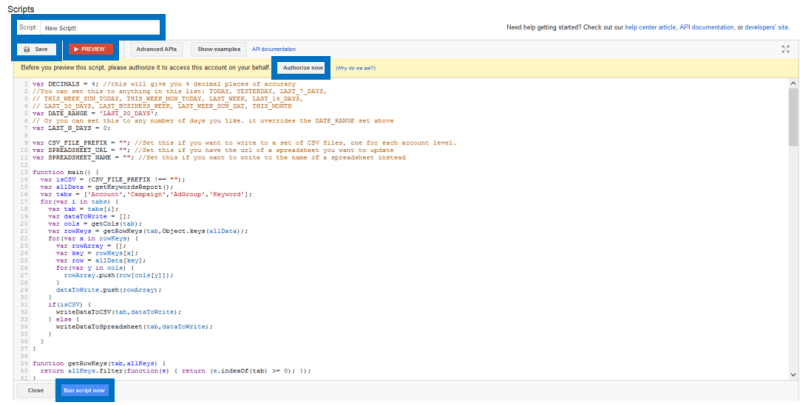 Scripts
Script: New Script!
Need help getting started? Check out our help center article, API documentation, or developers' site.
Save
PREVIEW
Advanced APIs
Show examples
API documentation
Before you preview this script, please authorize it to access this account on your behalf.
Authorize now
(Why do we ask?)
1 var DECIMALS = 4; //this will give you 4 decimal places of accuracy
2 //You can set this to anything in this list: TODAY, YESTERDAY, LAST_7_DAYS,
3 // THIS_WEEK_SUN_TODAY, THIS_WEEK_MON_TODAY, LAST_WEEK, LAST_14_DAYS,
4 // LAST_30_DAYS, LAST_BUSINESS_WEEK, LAST_WEEK_SUN_SAT, THIS_MONTH
5 var DATE_RANGE = 'LAST_30_DAYS';
6 // Or you can set this to any number of days you like. it overrides the DATE_RANGE set above
7 var LAST_N_DAYS = 0;
8
9 var CSV_FILE_PREFIX = ""; //Set this if you want to write to a set of CSV files, one for each account level.
10 var SPREADSHEET_URL = ""; //Set this if you have the url of a spreadsheet you want to update
11 var SPREADSHEET_NAME = ""; //Set this if you want to write to the name of a spreadsheet instead
12
13 function main() {
14 var isCSV = (CSV_FILE_PREFIX !== "");
15 var allData = getKeywordsReport();
16 var tabs = ['Account','Campaign','AdGroup','Keyword'];
17 for(var i in tabs) {
18 var tab = tabs[i];
19 var dataToWrite = [];
20 var cols = getCols(tab);
21 var rowKeys = getRowKeys(tab,Object.keys(allData));
22 for(var x in rowKeys) {
23 var rowArray = [];
24 var key = rowKeys[x];
25 var row = allData[key];
26 for(var y in cols) {
27 rowArray.push(row[cols[y]]);
28 }
29 dataToWrite.push(rowArray);
30 }
31 if(isCSV) {
32 writeDataToCSV(tab,dataToWrite);
33 } else {
34 writeDataToSpreadsheet(tab,dataToWrite);
35 }
36 }
37 }
38
39 function getRowKeys(tab,allKeys) {
40 return allKeys.filter(function(e) { return (e.indexOf(tab) >= 0); });
41 }
Close
Run script now